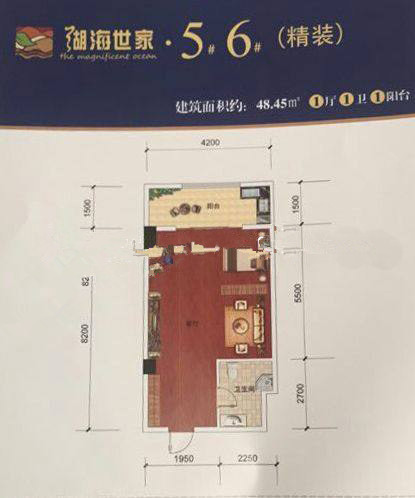 湖海世家·5#6#(精装)
the magnificent ocean
建筑面积约：48.45㎡ 1厅1卫1阳台
4200
1500 阳台 1500
82
8200 客厅 5500
卫生间 2700
1950 2250